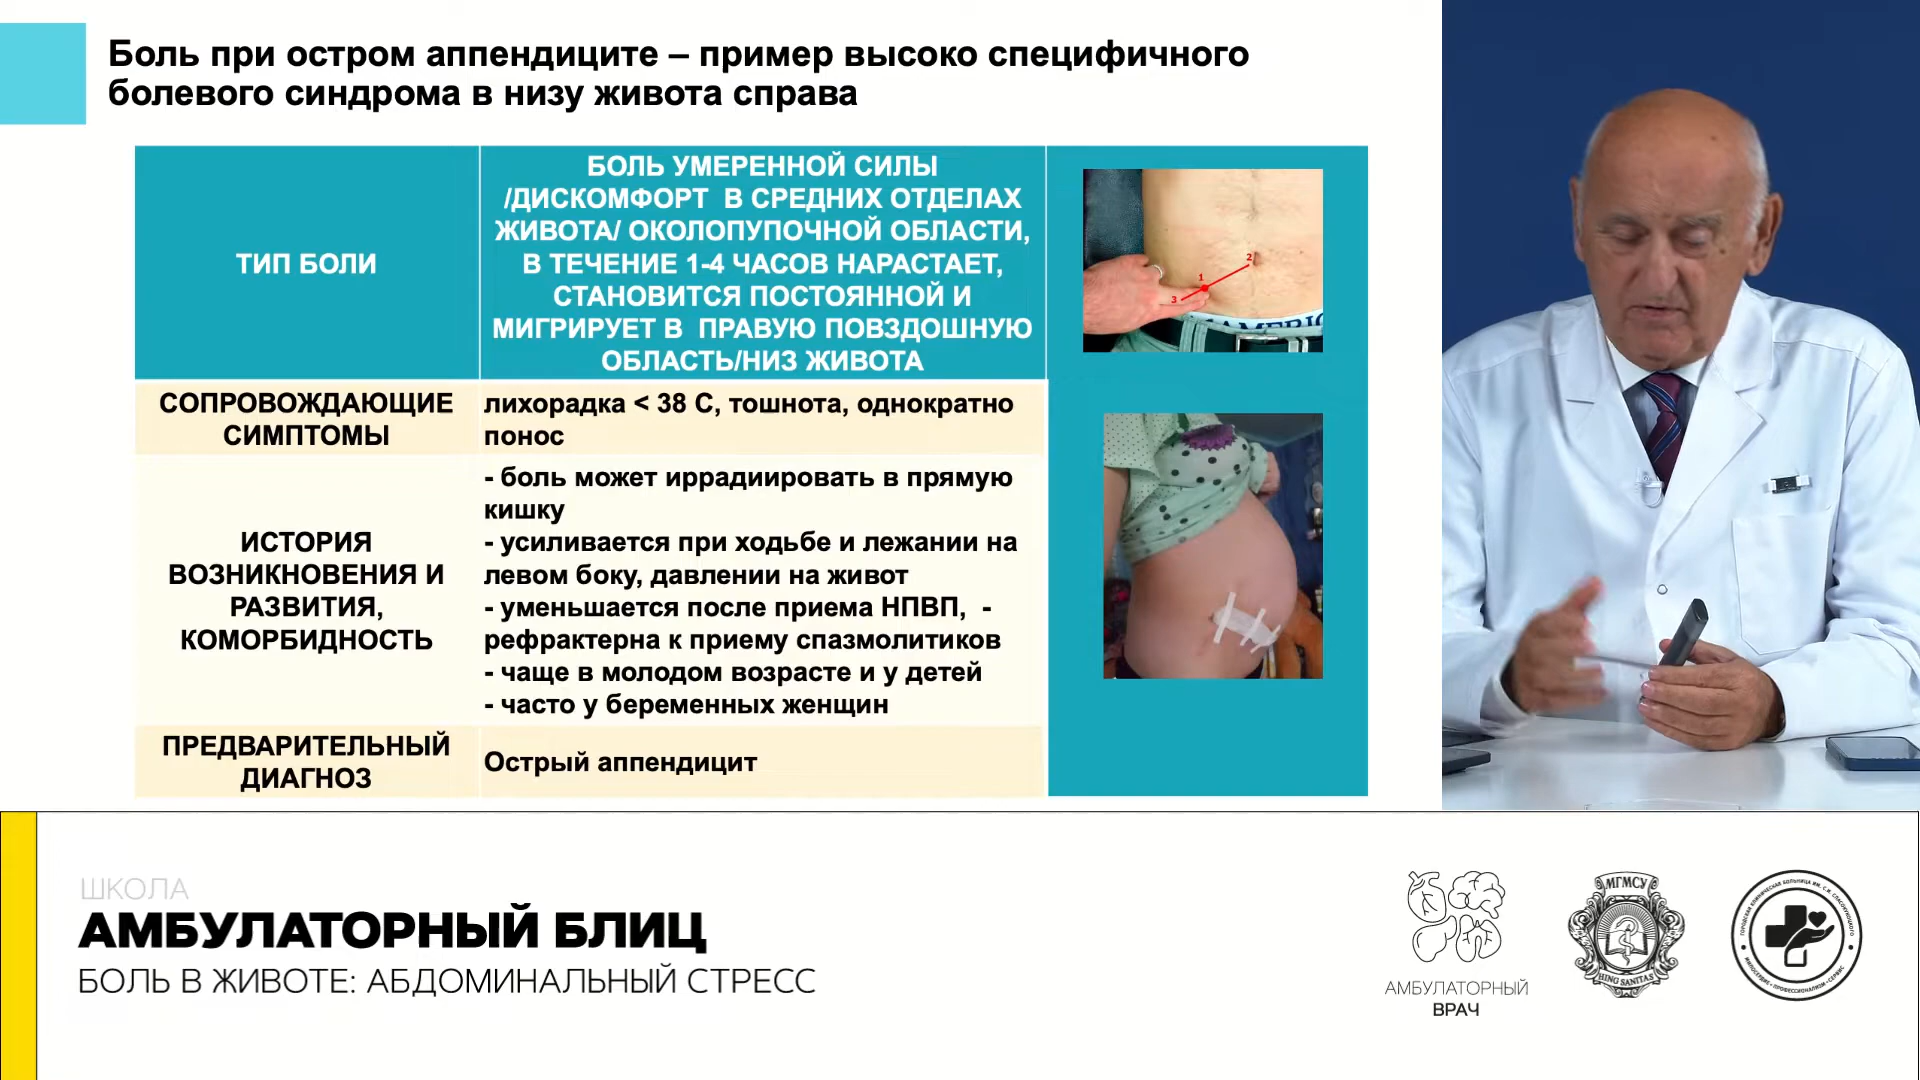 Боль при остром аппендиците – пример высоко специфичного
болевого синдрома в низу живота справа
ТИП БОЛИ
БОЛЬ УМЕРЕННОЙ СИЛЫ
/ДИСКОМФОРТ В СРЕДНИХ ОТДЕЛАХ
ЖИВОТА/ ОКОЛОПУПОЧНОЙ ОБЛАСТИ,
В ТЕЧЕНИЕ 1-4 ЧАСОВ НАРАСТАЕТ,
СТАНОВИТСЯ ПОСТОЯННОЙ И
МИГРИРУЕТ В ПРАВУЮ ПОВЗДОШНУЮ
ОБЛАСТЬ/НИЗ ЖИВОТА
1
2
3
СОПРОВОЖДАЮЩИЕ
СИМПТОМЫ
лихорадка < 38 С, тошнота, однократно
понос
ИСТОРИЯ
ВОЗНИКНОВЕНИЯ И
РАЗВИТИЯ,
КОМОРБИДНОСТЬ
- боль может иррадиировать в прямую
кишку
- усиливается при ходьбе и лежании на
левом боку, давлении на живот
- уменьшается после приема НПВП, -
рефрактерна к приему спазмолитиков
- чаще в молодом возрасте и у детей
- часто у беременных женщин
ПРЕДВАРИТЕЛЬНЫЙ
ДИАГНОЗ
Острый аппендицит
ШКОЛА
АМБУЛАТОРНЫЙ БЛИЦ
БОЛЬ В ЖИВОТЕ: АБДОМИНАЛЬНЫЙ СТРЕСС
АМБУЛАТОРНЫЙ
ВРАЧ
МГМСУ